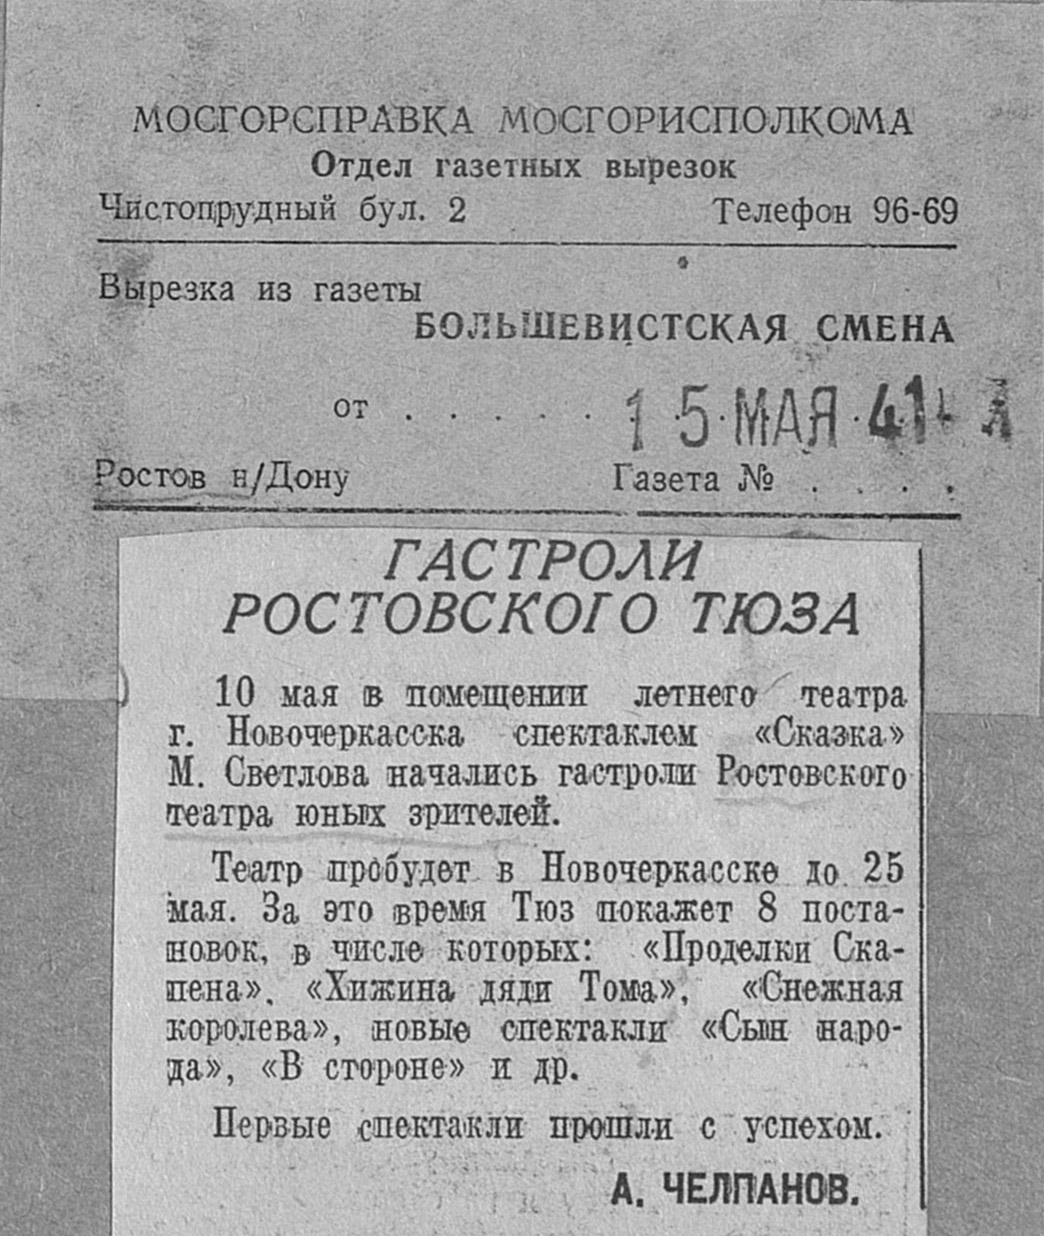 МОСГОРСПРАВКА МОСГОРИСПОЛКОМА
Отдел газетных вырезок
Чистопрудный бул. 2 Телефон 96-69
Вырезка из газеты
БОЛЬШЕВИСТСКАЯ СМЕНА
от . . . . . 15 МАЯ 41
Ростов н/Дону Газета № . . . .
ГАСТРОЛИ
РОСТОВСКОГО ТЮЗА
10 мая в помещении летнего театра
г. Новочеркасска спектаклем «Сказка»
М. Светлова начались гастроли Ростовского
театра юных зрителей.
Театр пробудет в Новочеркасске до 25
мая. За это время Тюз покажет 8 поста-
новок, в числе которых: «Проделки Ска-
пена», «Хижина дяди Тома», «Снежная
королева», новые спектакли «Сын наро-
да», «В стороне» и др.
Первые спектакли прошли с успехом.
А. ЧЕЛПАНОВ.